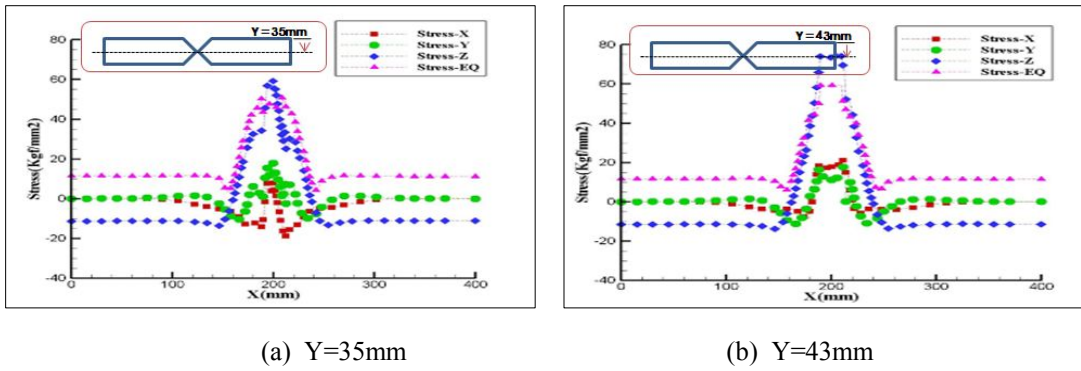 80
60
40
20
0
-20
-40
Stress(Kgf/mm2)
0
100
200
300
400
X(mm)
Y=35mm
Stress-X
Stress-Y
Stress-Z
Stress-EQ
80
60
40
20
0
-20
-40
Stress(Kgf/mm2)
0
100
200
300
400
X(mm)
Y=43mm
Stress-X
Stress-Y
Stress-Z
Stress-EQ
(a) Y=35mm
(b) Y=43mm